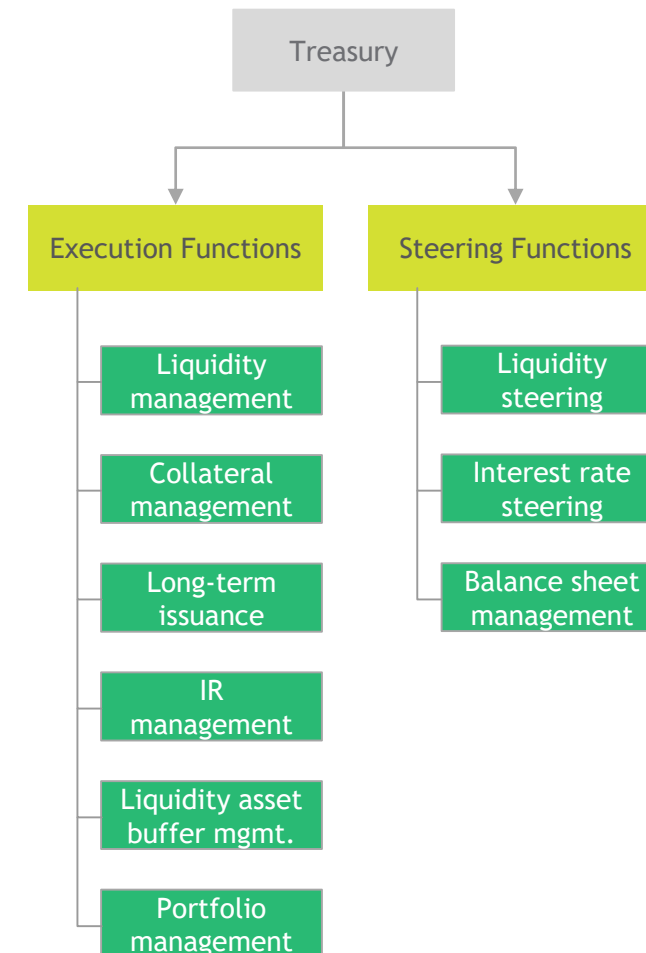 Treasury
Execution Functions
Steering Functions
Liquidity
management
Collateral
management
Long-term
issuance
IR
management
Liquidity asset
buffer mgmt.
Portfolio
management
Liquidity
steering
Interest rate
steering
Balance sheet
management